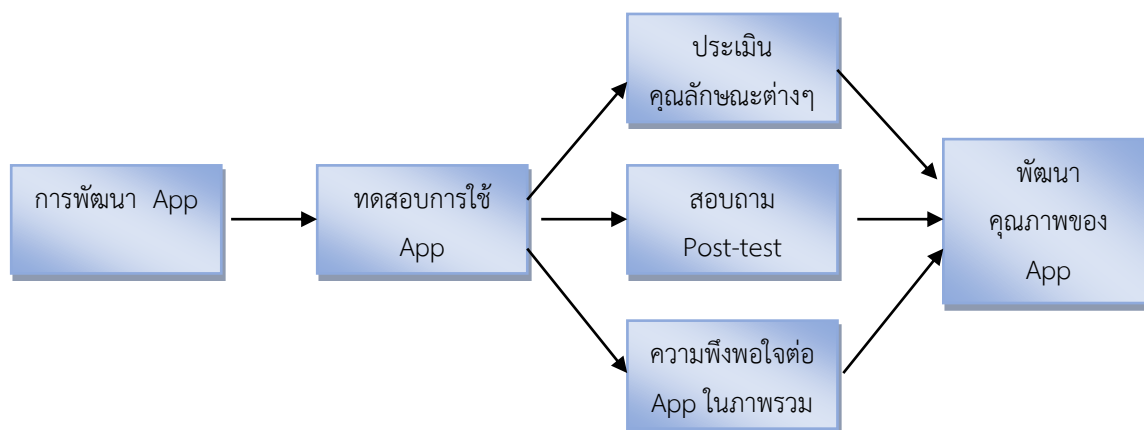 การพัฒนา App
ทดสอบการใช้
App
ประเมิน
คุณลักษณะต่างๆ
สอบถาม
Post-test
ความพึงพอใจต่อ
App ในภาพรวม
พัฒนา
คุณภาพของ
App